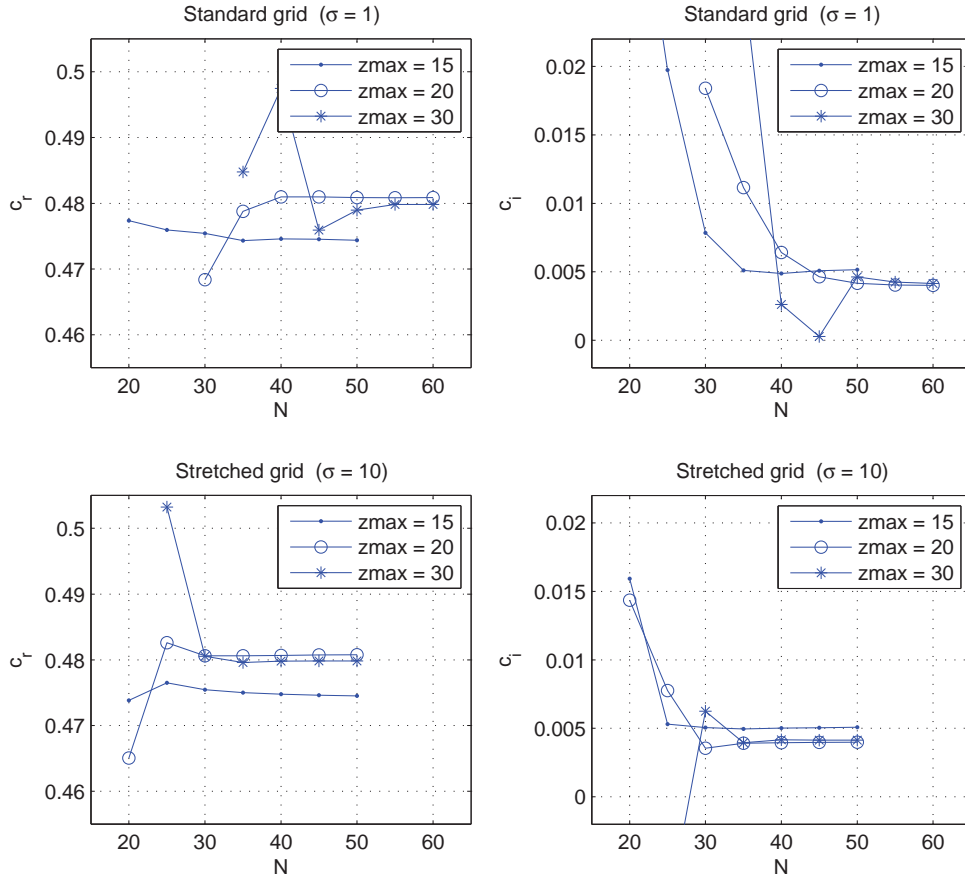 Standard grid (σ = 1)
0.5
0.49
0.48
0.47
0.46
c_r
20 30 40 50 60
N
zmax = 15
zmax = 20
zmax = 30
Standard grid (σ = 1)
0.02
0.015
0.01
0.005
0
c_i
20 30 40 50 60
N
zmax = 15
zmax = 20
zmax = 30
Stretched grid (σ = 10)
0.5
0.49
0.48
0.47
0.46
c_r
20 30 40 50 60
N
zmax = 15
zmax = 20
zmax = 30
Stretched grid (σ = 10)
0.02
0.015
0.01
0.005
0
c_i
20 30 40 50 60
N
zmax = 15
zmax = 20
zmax = 30